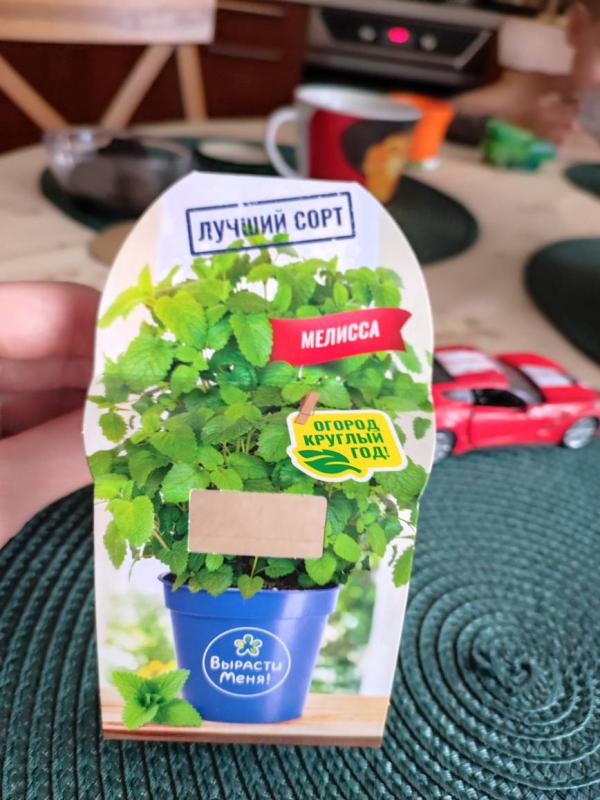 ЛУЧШИЙ СОРТ
МЕЛИССА
ОГОРОД
КРУГЛЫЙ
ГОД!
ВЫРАСТИ
МЕНЯ!